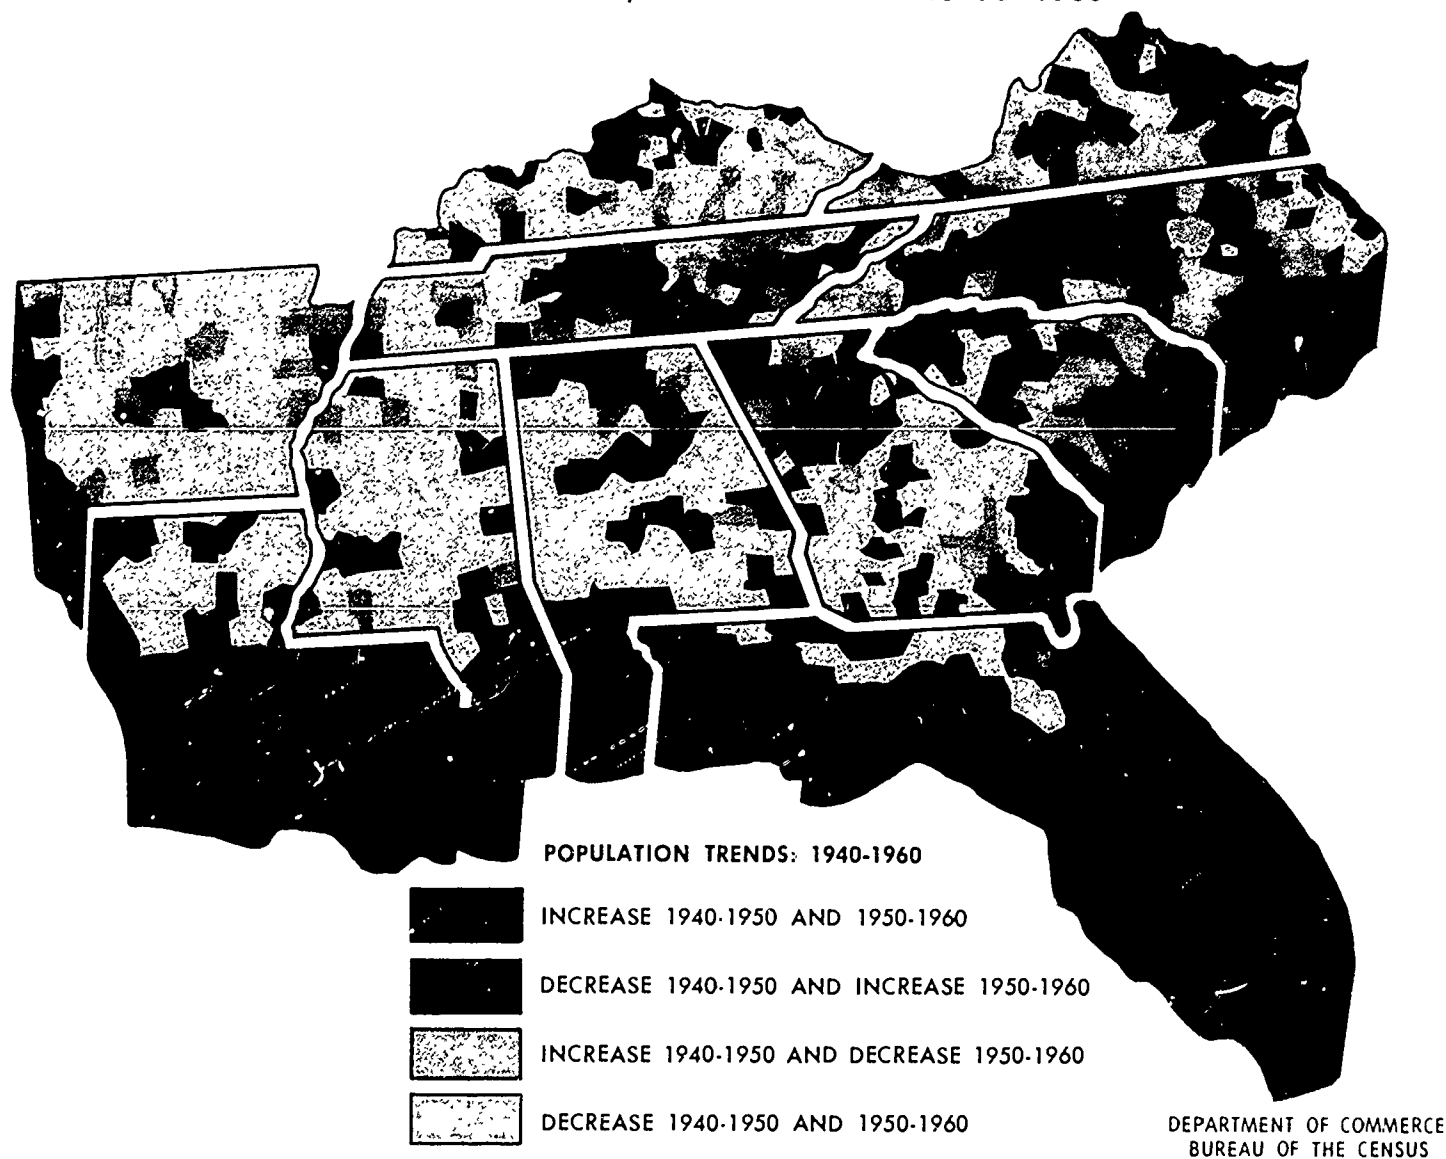 POPULATION TRENDS: 1940-1960
INCREASE 1940-1950 AND 1950-1960
DECREASE 1940-1950 AND INCREASE 1950-1960
INCREASE 1940-1950 AND DECREASE 1950-1960
DECREASE 1940-1950 AND 1950-1960
DEPARTMENT OF COMMERCE
BUREAU OF THE CENSUS